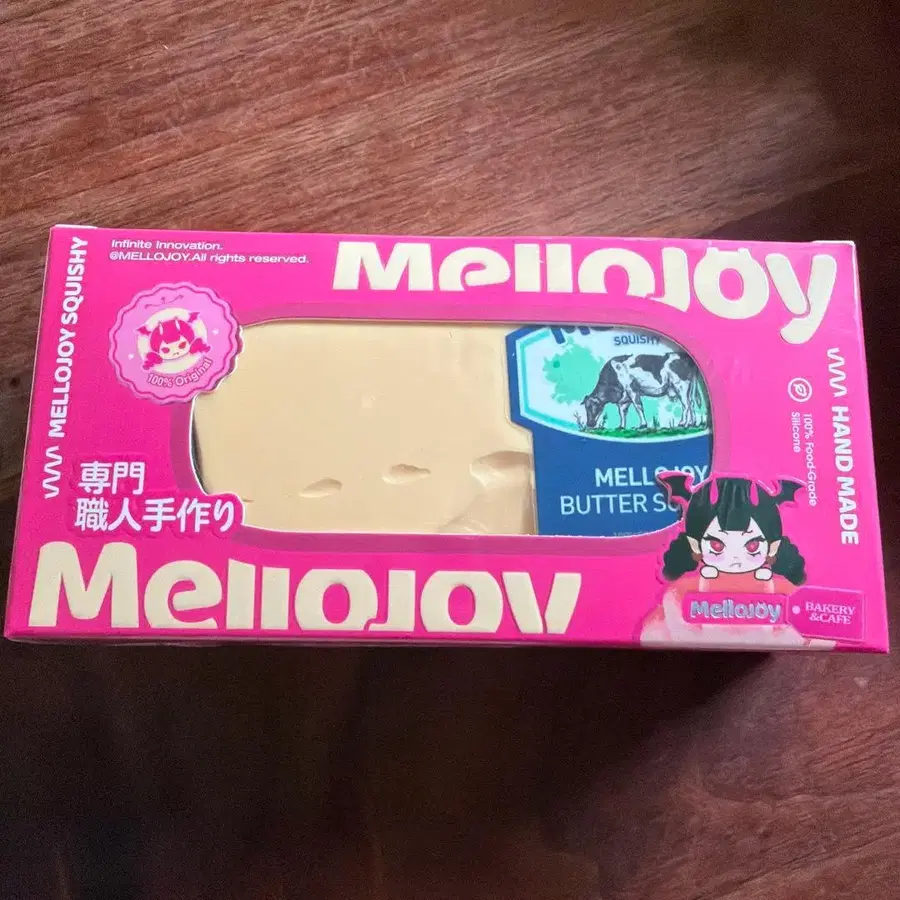 Infinite Innovation.
@MELLOJOY.All rights reserved.
Mellojoy
MELLOJOY SQUISHY
100% Original
SQUISHY
MELLOJOY
BUTTER
専門
職人手作り
HAND MADE
100% Food-Grade
Silicone
Mellojoy
Mellojoy
BAKERY
&CAFE